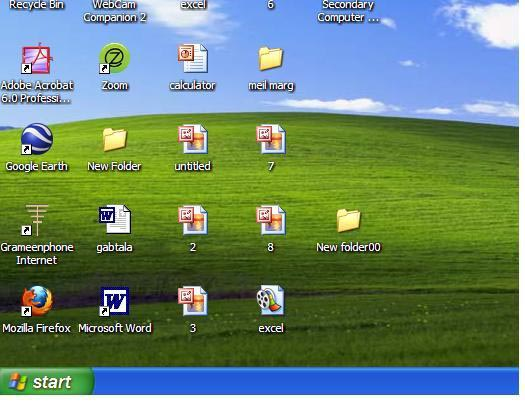 Recycle Bin
WebCam
Companion 2
excel
6
Secondary
Computer ...
Adobe Acrobat
6.0 Professi...
Zoom
calculator
meil marg
Google Earth
New Folder
untitled
7
Grameenphone
Internet
gabtala
2
8
New folder00
Mozilla Firefox
Microsoft Word
3
excel
start